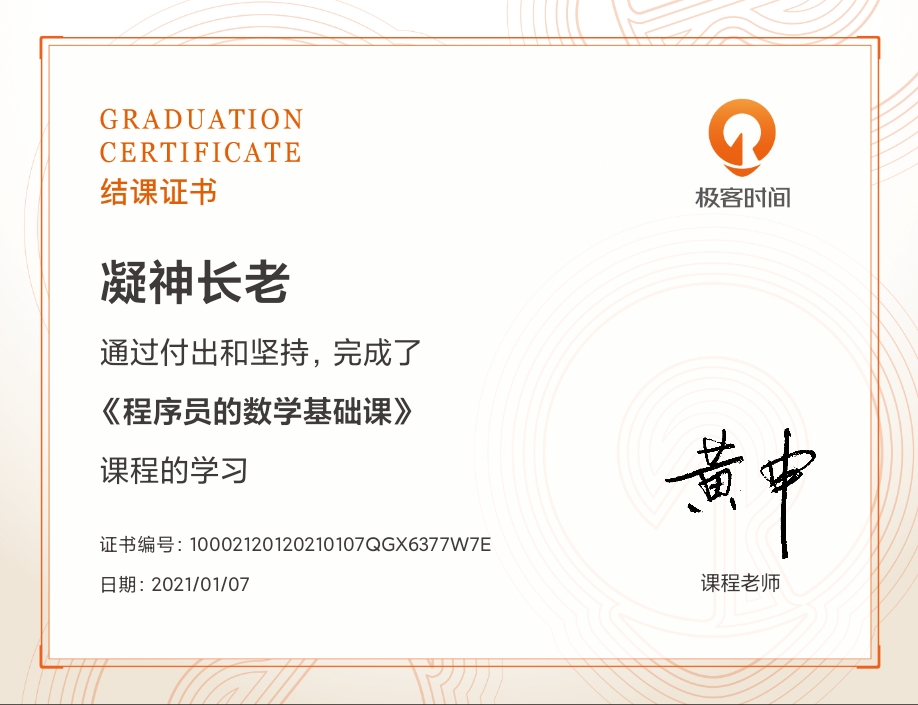 GRADUATION
CERTIFICATE
结课证书
极客时间
凝神长老
通过付出和坚持，完成了
《程序员的数学基础课》
课程的学习
黄申
证书编号：10002120120210107QGX6377W7E
日期：2021/01/07
课程老师